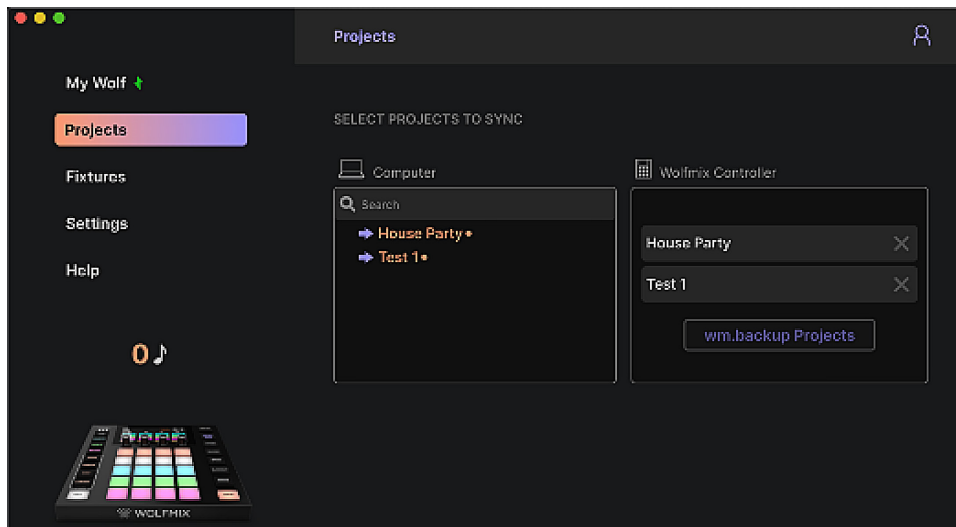 Projects
My Wolf
Projects
Fixtures
Settings
Help
SELECT PROJECTS TO SYNC
Computer
Search
House Party
Test 1
Wolfmix Controller
House Party
Test 1
wm.backup Projects
0
WOLFMIX